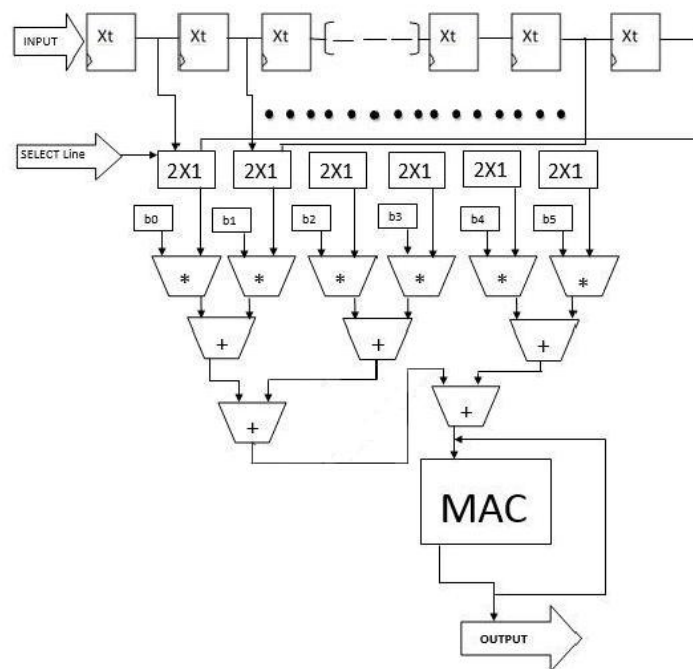 INPUT
Xt Xt Xt Xt Xt Xt
SELECT Line
2X1 2X1 2X1 2X1 2X1 2X1
b0 b1 b2 b3 b4 b5
* * * * * *
+ + +
+ +
MAC
OUTPUT